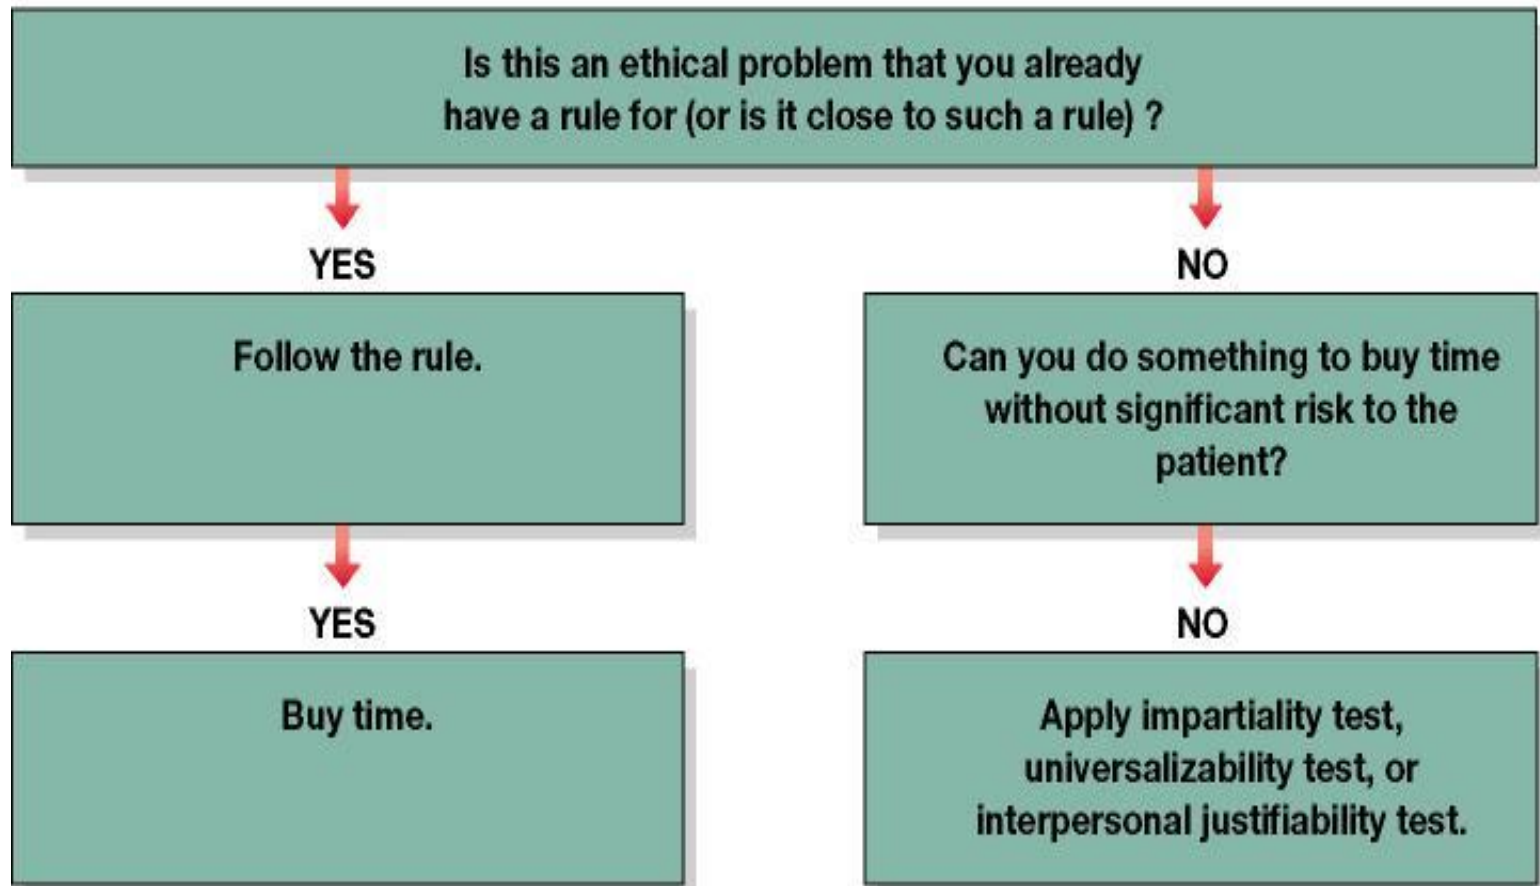 Is this an ethical problem that you already
have a rule for (or is it close to such a rule) ?
YES
NO
Follow the rule.
Can you do something to buy time
without significant risk to the
patient?
YES
NO
Buy time.
Apply impartiality test,
universalizability test, or
interpersonal justifiability test.